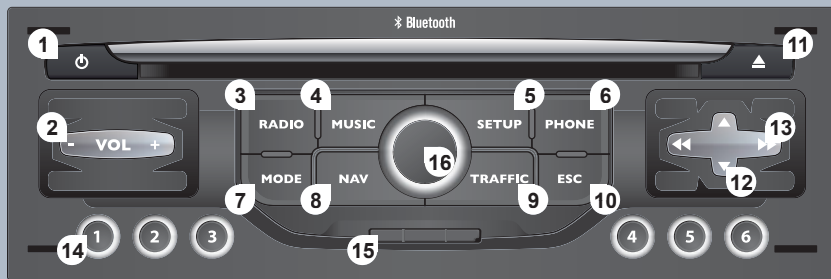 Bluetooth
1
11
3
4
5
6
RADIO
MUSIC
SETUP
PHONE
2
- VOL +
13
16
MODE
NAV
TRAFFIC
ESC
12
7
8
9
10
14
1
2
3
15
4
5
6